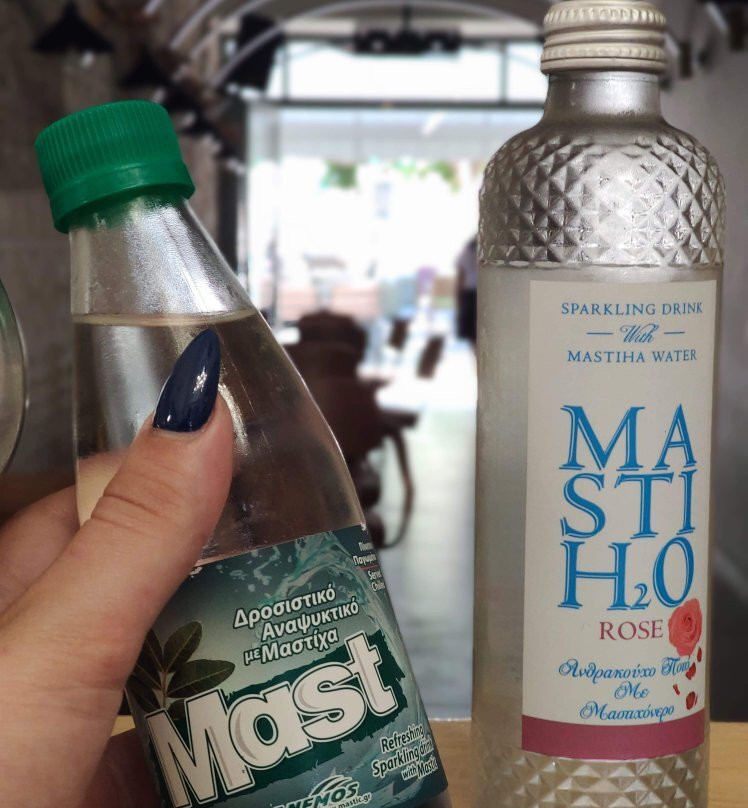 Δροσιστικό
Αναψυκτικό
με Μαστίχα
Mast
Refreshing
Sparkling drink
with
mastic.gr
Served
SPARKLING DRINK
With
MASTIHA WATER
MA
STI
H2O
ROSE
Ανθρακούχο Ποτό
Με
Μαστιχόνερο